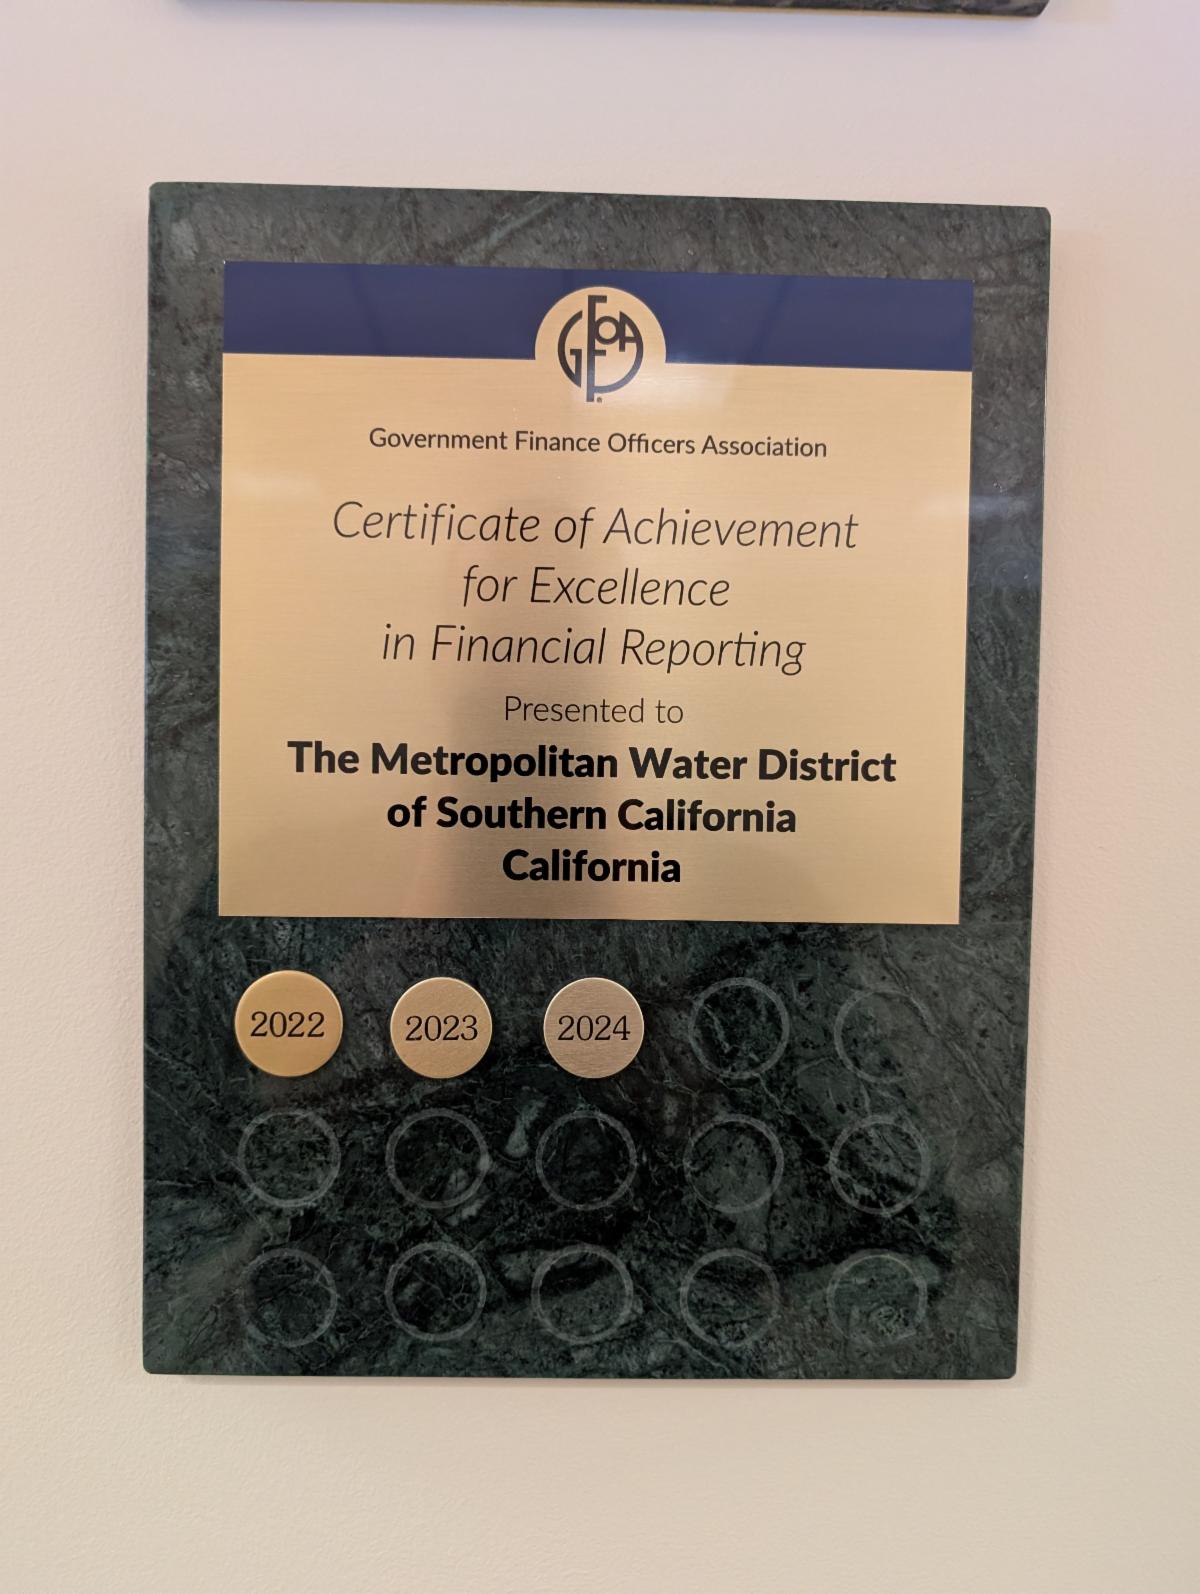 GFOA
Government Finance Officers Association
Certificate of Achievement
for Excellence
in Financial Reporting
Presented to
The Metropolitan Water District
of Southern California
California
2022 2023 2024